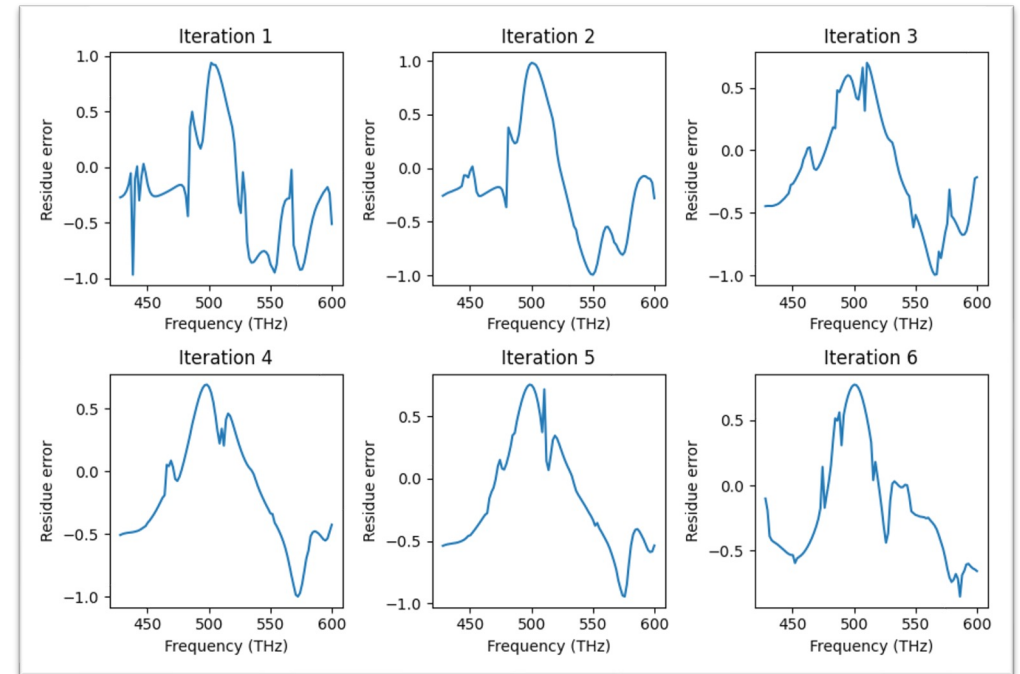 Iteration 1
Iteration 2
Iteration 3
1.0
0.5
0.0
−0.5
−1.0
Residue error
450 500 550 600
Frequency (THz)
1.0
0.5
0.0
−0.5
−1.0
Residue error
450 500 550 600
Frequency (THz)
0.5
0.0
−0.5
−1.0
Residue error
450 500 550 600
Frequency (THz)
Iteration 4
Iteration 5
Iteration 6
0.5
0.0
−0.5
−1.0
Residue error
450 500 550 600
Frequency (THz)
0.5
0.0
−0.5
−1.0
Residue error
450 500 550 600
Frequency (THz)
0.5
0.0
−0.5
Residue error
450 500 550 600
Frequency (THz)